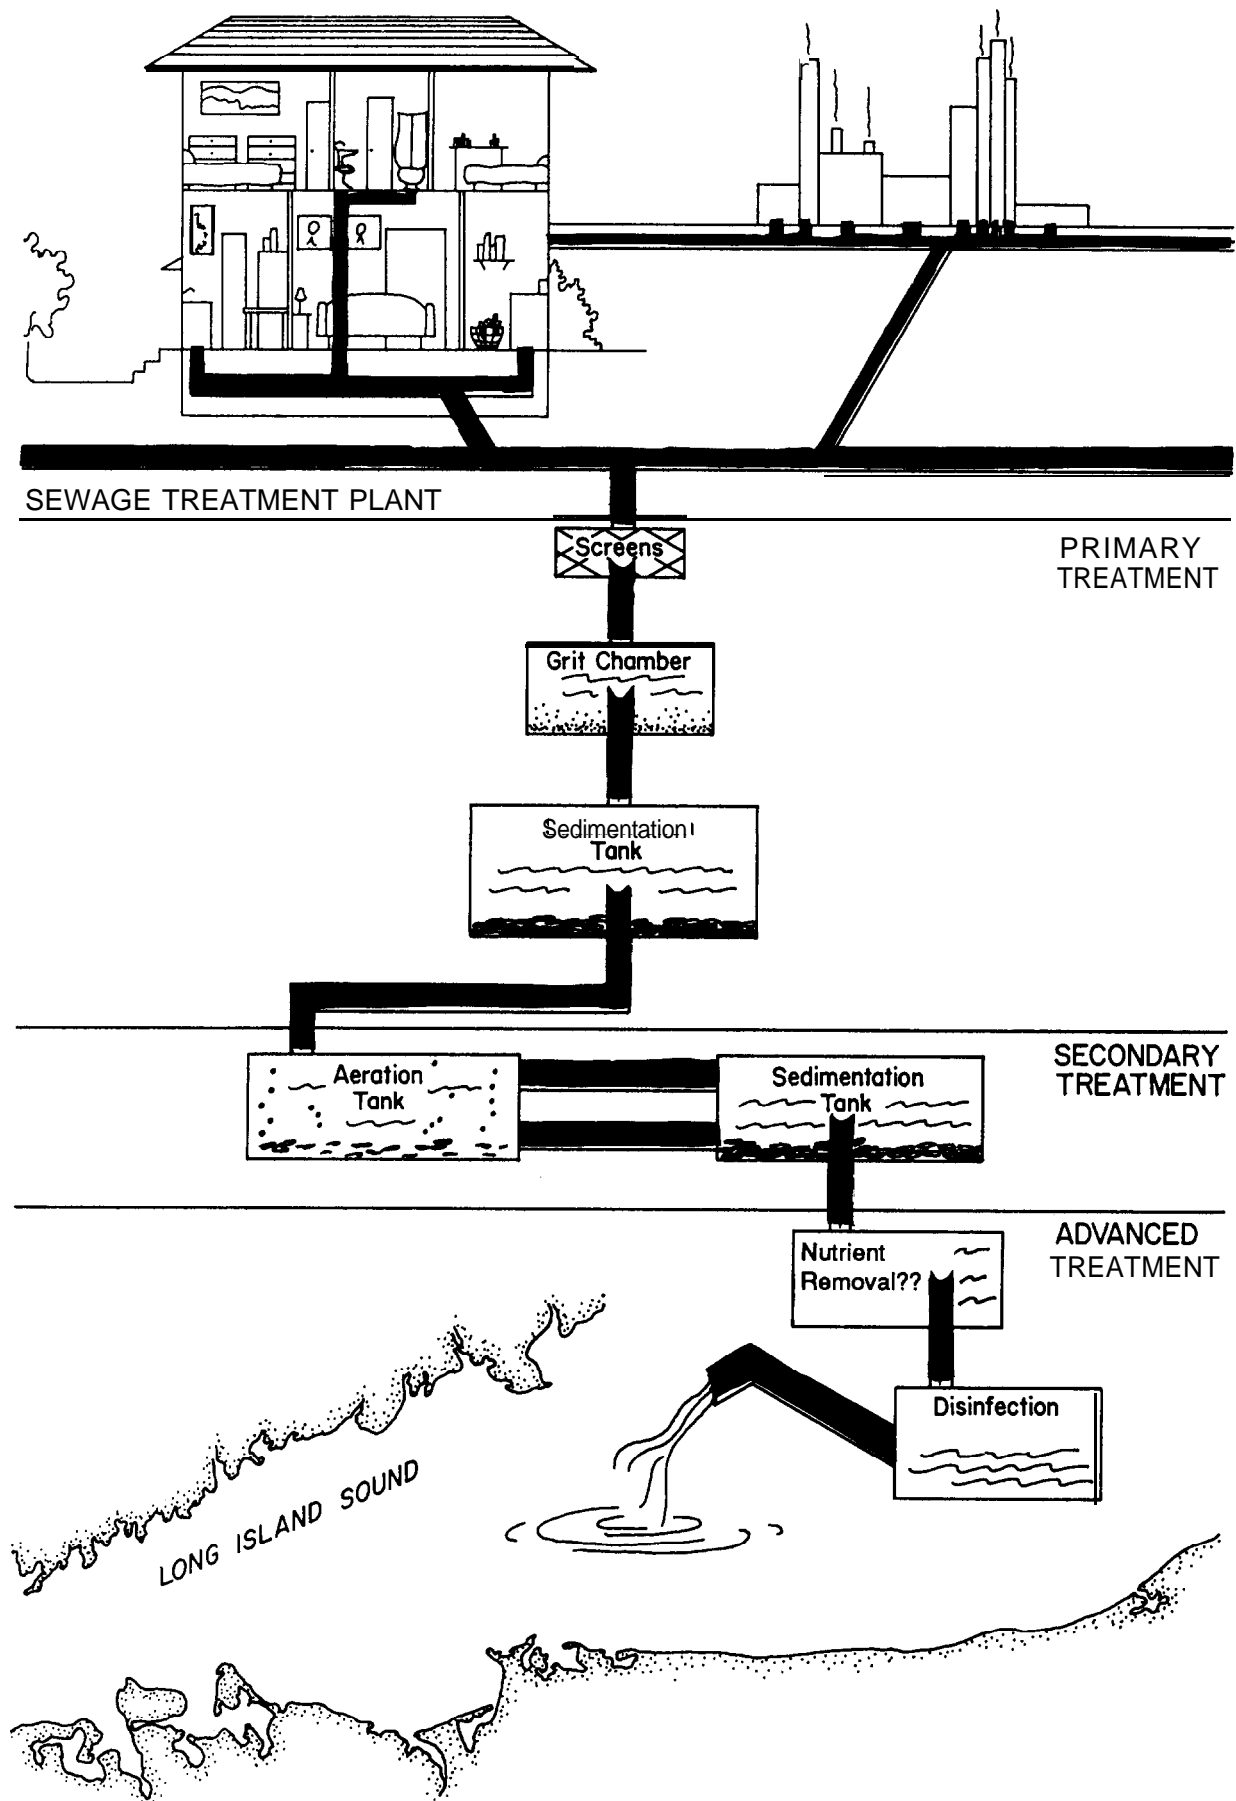 SEWAGE TREATMENT PLANT
PRIMARY
TREATMENT
Screens
Grit Chamber
Sedimentation
Tank
SECONDARY
TREATMENT
Aeration
Tank
Sedimentation
Tank
ADVANCED
TREATMENT
Nutrient
Removal??
Disinfection
LONG ISLAND SOUND